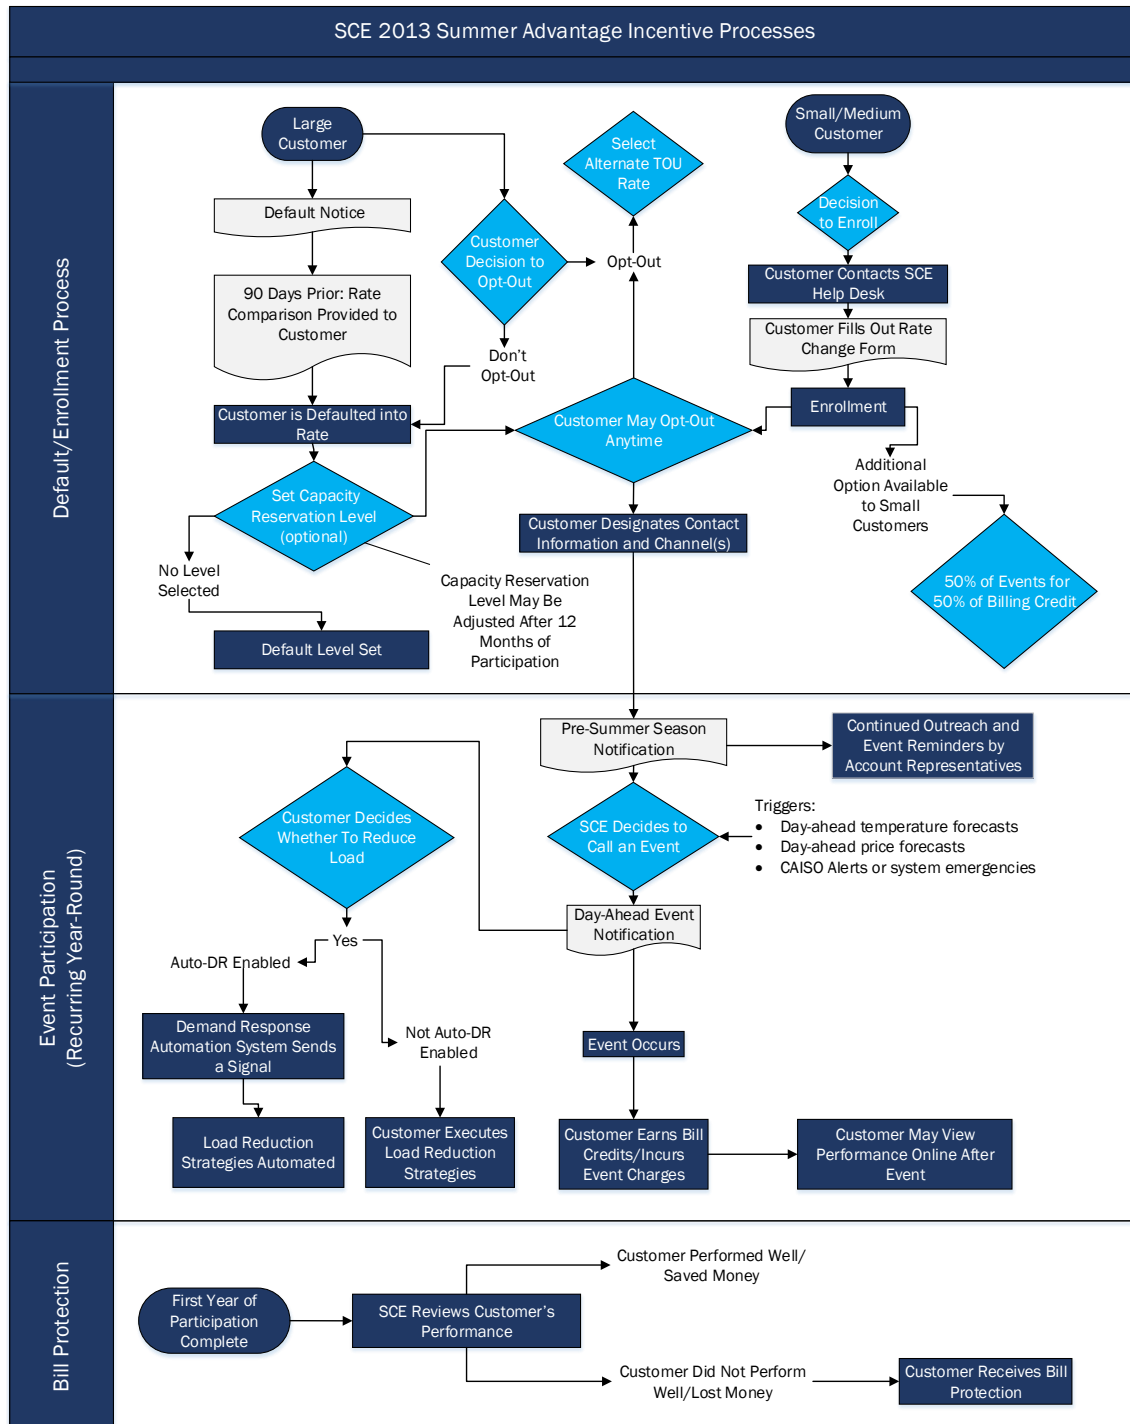 SCE 2013 Summer Advantage Incentive Processes
Default/Enrollment Process
Large
Customer
Default Notice
90 Days Prior: Rate
Comparison Provided to
Customer
Customer is Defaulted into
Rate
Set Capacity
Reservation Level
(optional)
No Level
Selected
Default Level Set
Capacity Reservation
Level May Be
Adjusted After 12
Months of
Participation
Customer
Decision to
Opt-Out
Don't
Opt-Out
Opt-Out
Select
Alternate TOU
Rate
Customer May Opt-Out
Anytime
Customer Designates Contact
Information and Channel(s)
Small/Medium
Customer
Decision
to Enroll
Customer Contacts SCE
Help Desk
Customer Fills Out Rate
Change Form
Enrollment
Additional
Option Available
to Small
Customers
50% of Events for
50% of Billing Credit
Event Participation
(Recurring Year-Round)
Pre-Summer Season
Notification
Continued Outreach and
Event Reminders by
Account Representatives
SCE Decides to
Call an Event
Triggers:
• Day-ahead temperature forecasts
• Day-ahead price forecasts
• CAISO Alerts or system emergencies
Day-Ahead Event
Notification
Customer Decides
Whether To Reduce
Load
Yes
Auto-DR Enabled
Demand Response
Automation System Sends
a Signal
Load Reduction
Strategies Automated
Not Auto-DR
Enabled
Customer Executes
Load Reduction
Strategies
Event Occurs
Customer Earns Bill
Credits/Incurs
Event Charges
Customer May View
Performance Online After
Event
Bill Protection
First Year of
Participation
Complete
SCE Reviews Customer's
Performance
Customer Performed Well/
Saved Money
Customer Did Not Perform
Well/Lost Money
Customer Receives Bill
Protection